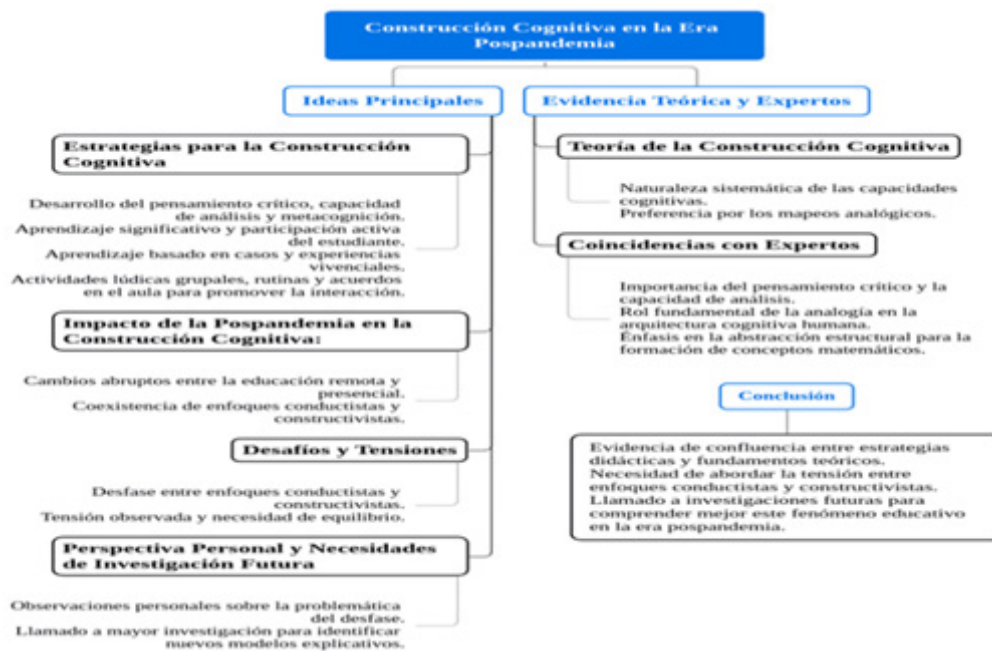 Construcción Cognitiva en la Era
Pospandemia
Ideas Principales
Estrategias para la Construcción
Cognitiva
Desarrollo del pensamiento crítico, capacidad
de análisis y metacognición.
Aprendizaje significativo y participación activa
del estudiante.
Aprendizaje basado en casos y experiencias
vivenciales.
Actividades lúdicas grupales, rutinas y acuerdos
en el aula para promover la interacción.
Impacto de la Pospandemia en la
Construcción Cognitiva:
Cambios abruptos entre la educación remota y
presencial.
Coexistencia de enfoques conductistas y
constructivistas.
Desafíos y Tensiones
Desfase entre enfoques conductistas y
constructivistas.
Tensión observada y necesidad de equilibrio.
Perspectiva Personal y Necesidades
de Investigación Futura
Observaciones personales sobre la problemática
del desfase.
Llamado a mayor investigación para identificar
nuevos modelos explicativos.
Evidencia Teórica y Expertos
Teoría de la Construcción Cognitiva
Naturaleza sistemática de las capacidades
cognitivas.
Preferencia por los mapeos analógicos.
Coincidencias con Expertos
Importancia del pensamiento crítico y la
capacidad de análisis.
Rol fundamental de la analogía en la
arquitectura cognitiva humana.
Énfasis en la abstracción estructural para la
formación de conceptos matemáticos.
Conclusión
Evidencia de confluencia entre estrategias
didácticas y fundamentos teóricos.
Necesidad de abordar la tensión entre
enfoques conductistas y constructivistas.
Llamado a investigaciones futuras para
comprender mejor este fenómeno educativo
en la era pospandemia.